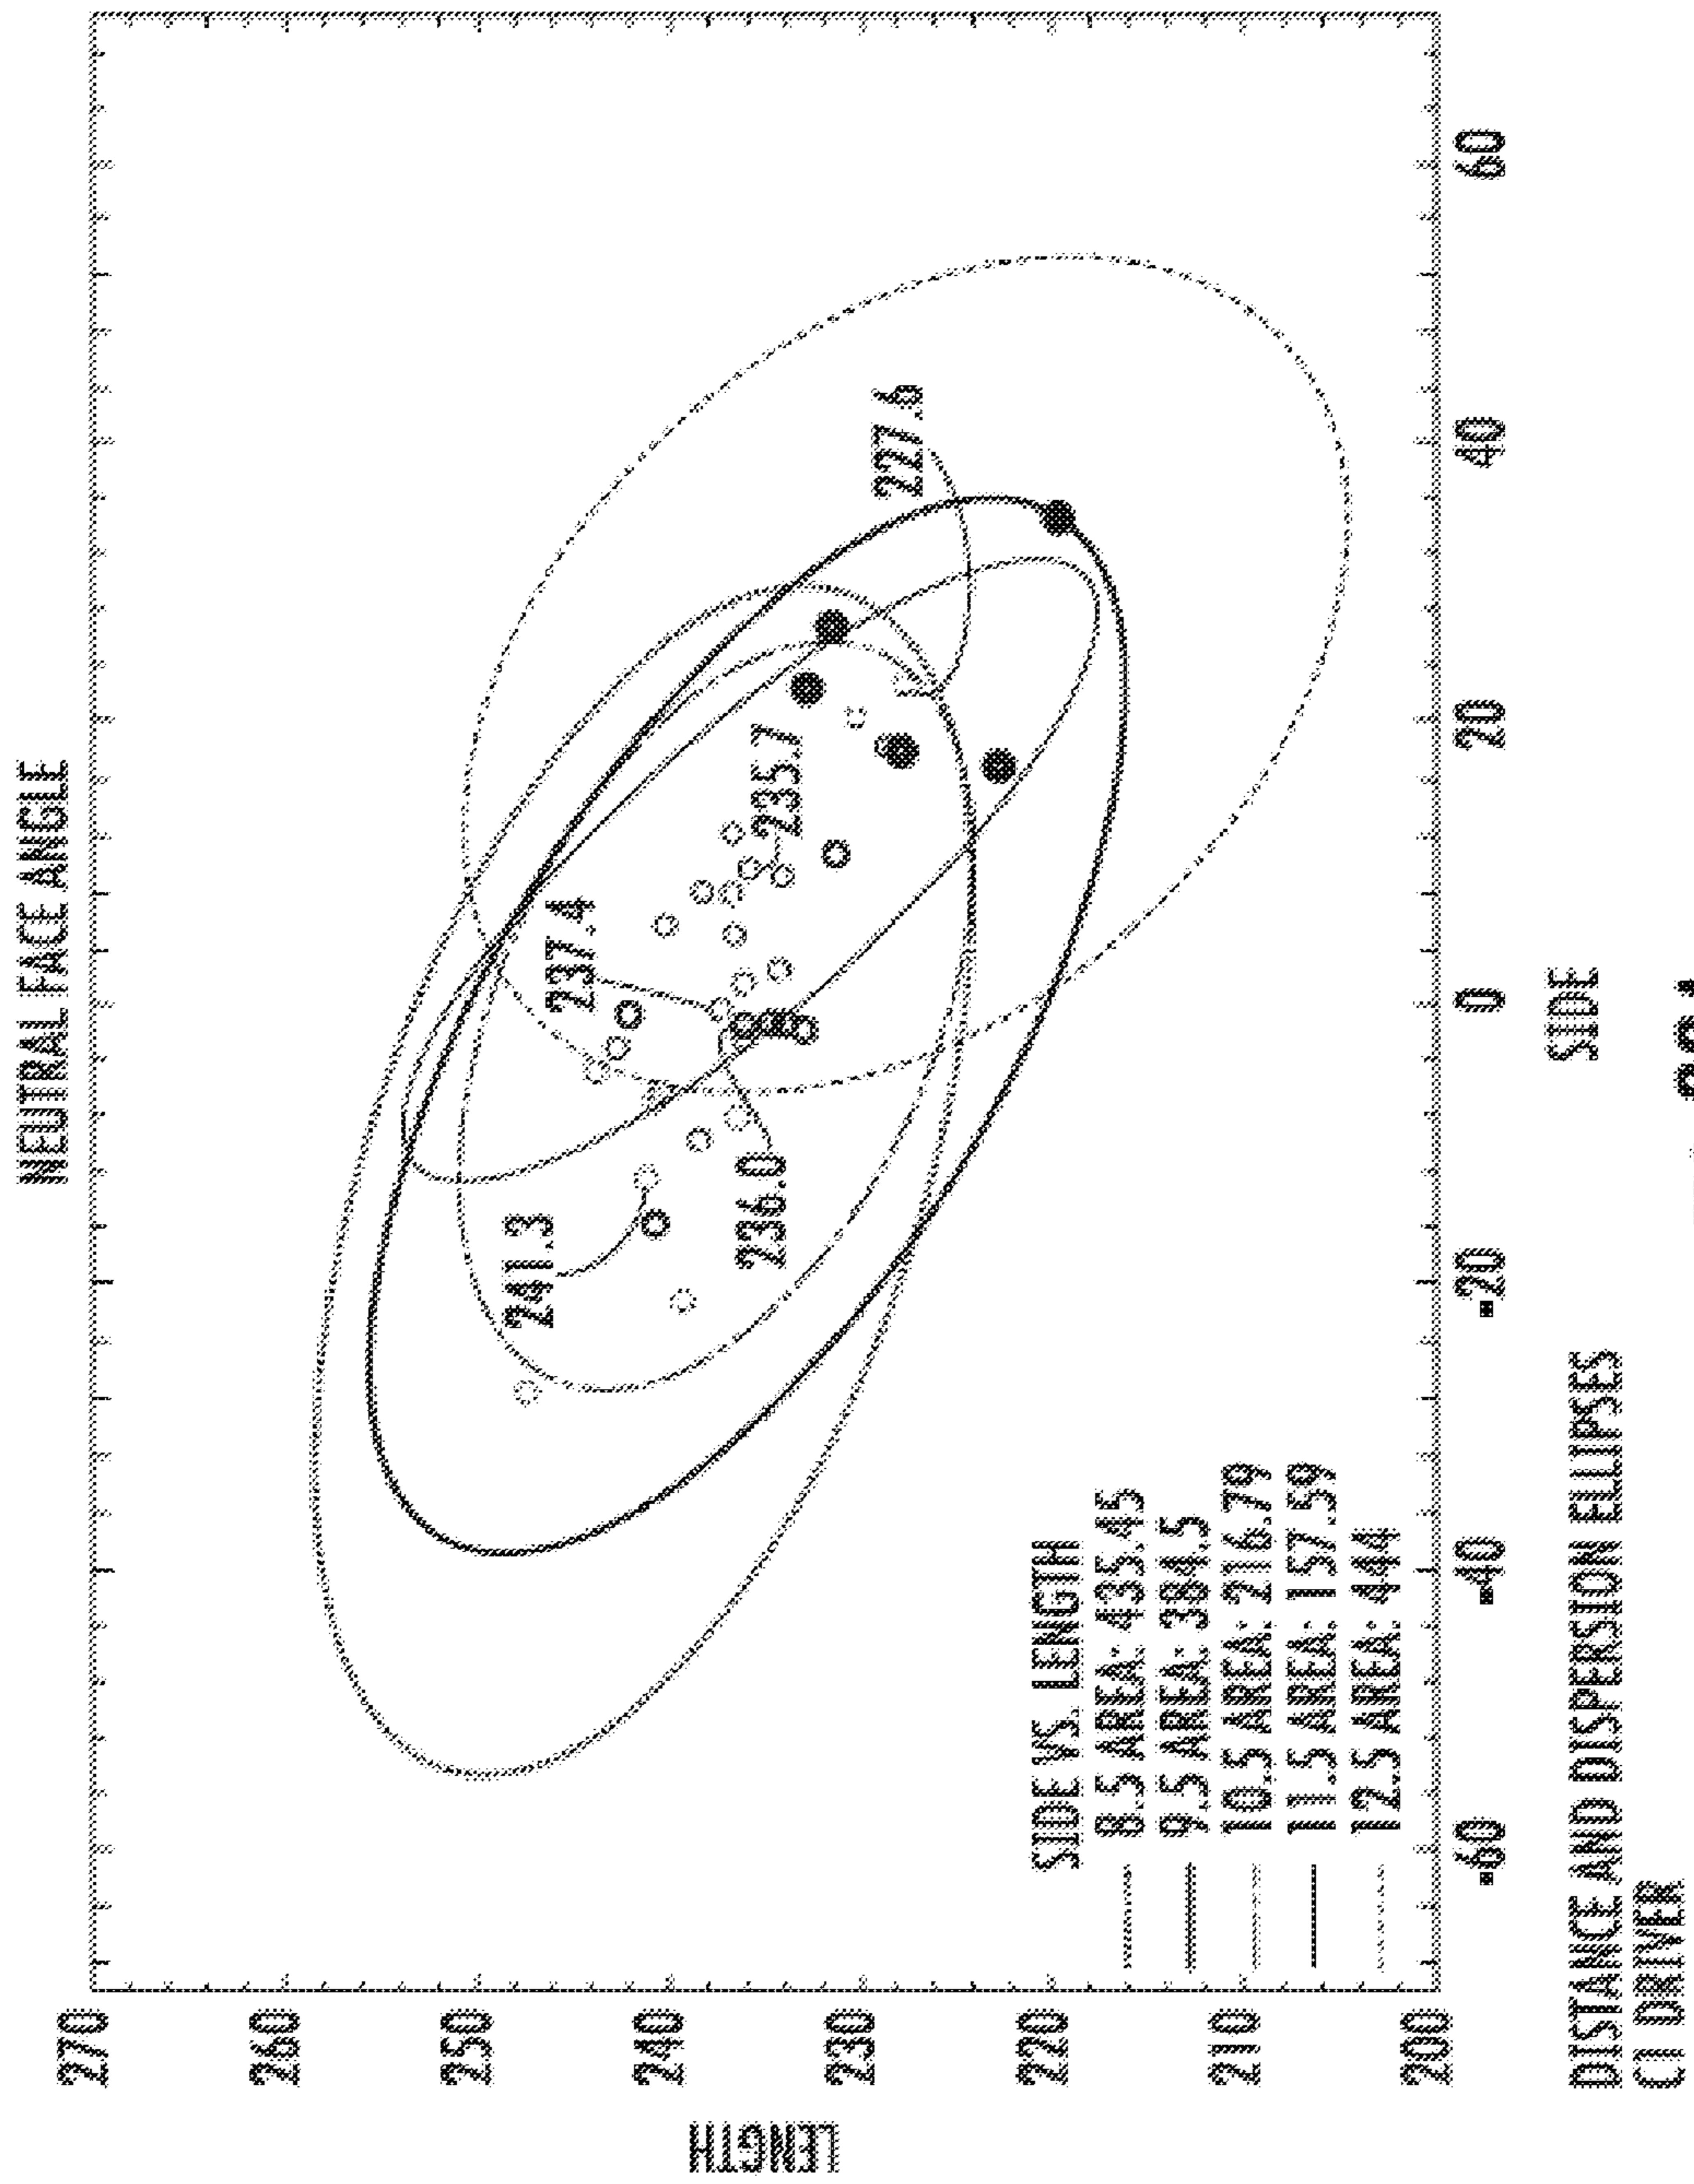 NEUTRAL FACE ANGLE
LENGTH
270
260
250
240
230
220
210
200
241.3
237.4
236.0
235.7
227.6
SIDE VS. LENGTH
8.5 AREA: 435.45
9.5 AREA: 384.5
10.5 AREA: 216.79
11.5 AREA: 157.59
12.5 AREA: 444
-60
-40
-20
0
20
40
60
SIDE
DISTANCE AND DISPERSION ELLIPSES
C1 DRIVER